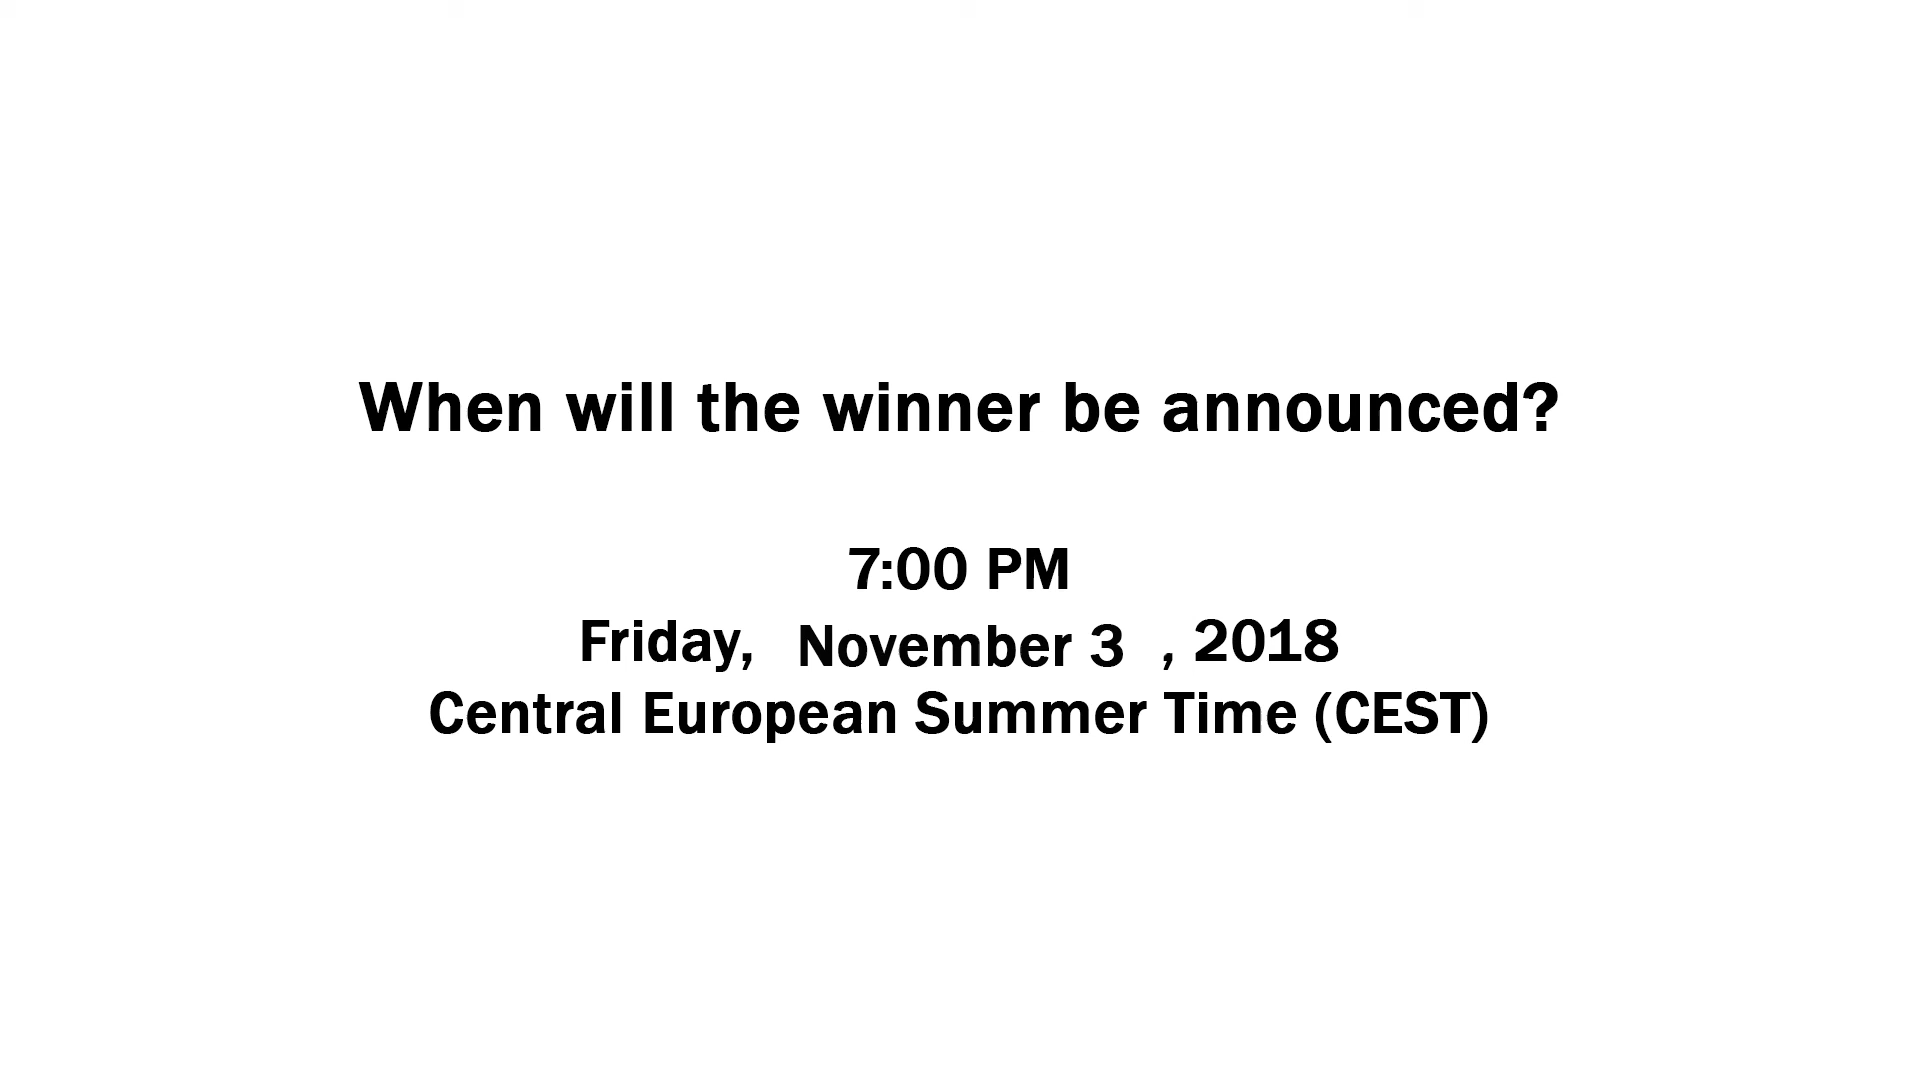 When will the winner be announced?
7:00 PM
Friday, November 3 , 2018
Central European Summer Time (CEST)